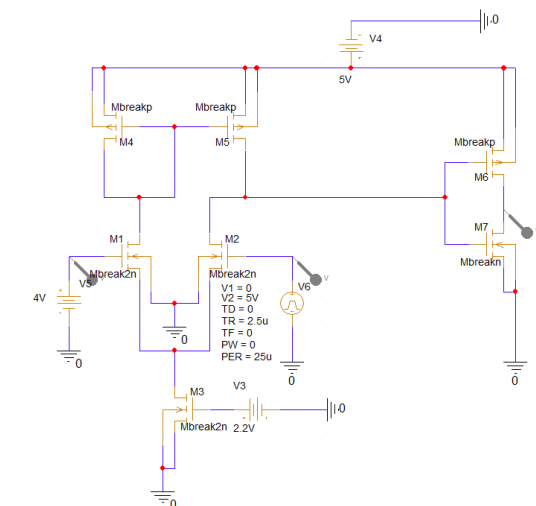 0
V4
5V
Mbreakp
Mbreakp
M4
M5
Mbreakp
M6
M7
Mbreakn
M1
M2
Mbreak2n
Mbreak2n
V5
4V
V
V
V6
V1 = 0
V2 = 5V
TD = 0
TR = 2.5u
TF = 0
PW = 0
PER = 25u
0
0
0
0
M3
V3
Mbreak2n
2.2V
0
0